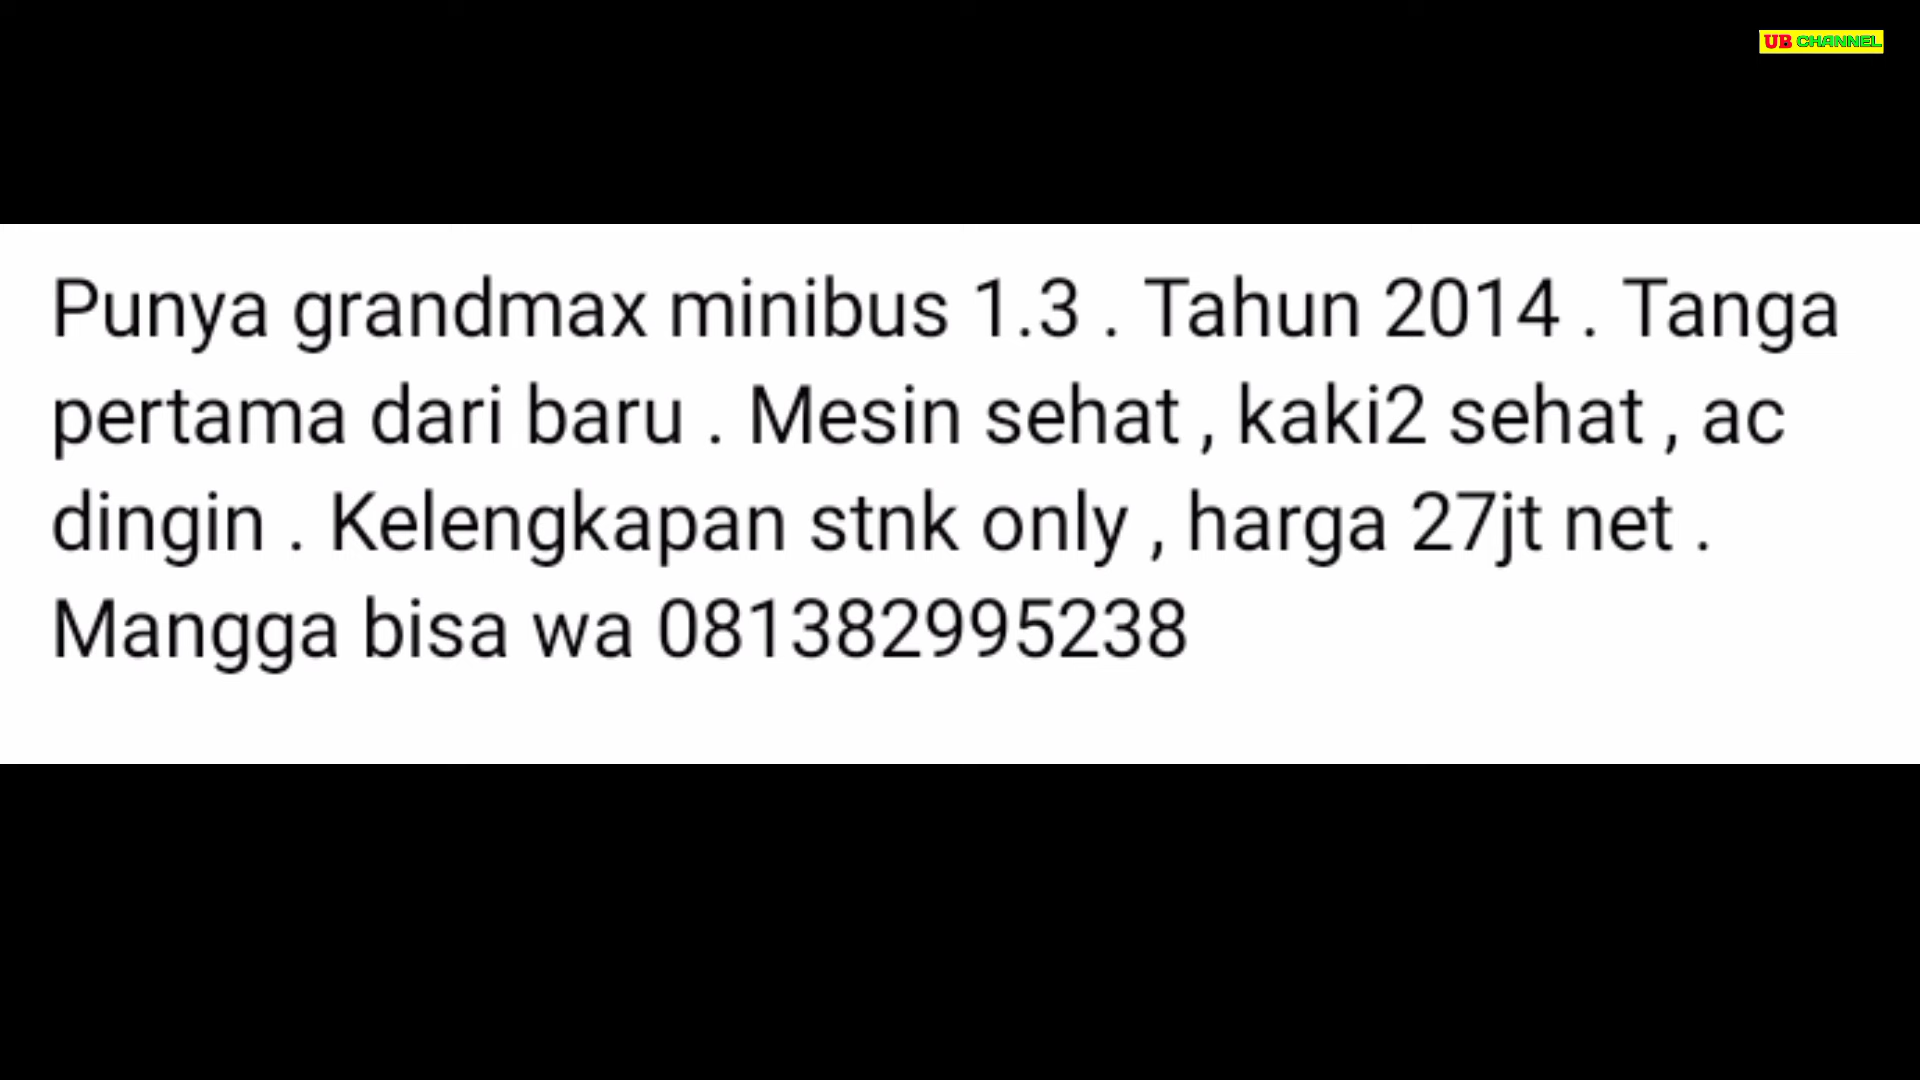 UB CHANNEL
Punya grandmax minibus 1.3 . Tahun 2014 . Tanga
pertama dari baru . Mesin sehat , kaki2 sehat , ac
dingin . Kelengkapan stnk only , harga 27jt net .
Mangga bisa wa 081382995238